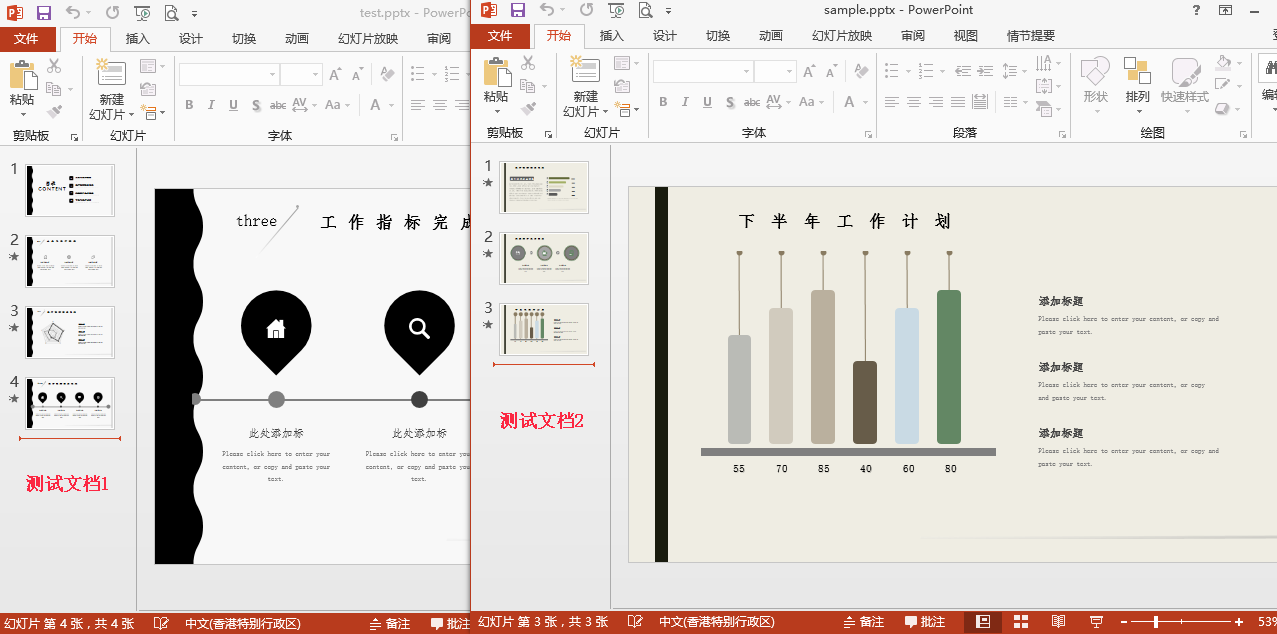 test.pptx - PowerPo
文件 开始 插入 设计 切换 动画 幻灯片放映 审阅
粘贴 新建 幻灯片
B I U S abc AV Aa A
剪贴板 幻灯片 字体
1
2
3
4
测试文档1
three 工作指标完成
此处添加标
Please click here to enter your
content, or copy and paste your
text.
此处添加标
Please click here to
content, or copy and
text.
幻灯片 第 4 张，共 4 张 中文(香港特别行政区) 备注 批注
sample.pptx - PowerPoint
文件 开始 插入 设计 切换 动画 幻灯片放映 审阅 视图 情节提要
粘贴 新建 幻灯片
B I U S abc AV Aa A
形状 排列 快速样式
剪贴板 幻灯片 字体 段落 绘图
1
2
3
测试文档2
下半年工作计划
55 70 85 40 60 80
添加标题
Please click here to enter your content, or copy and
paste your text.
添加标题
Please click here to enter your content, or copy
and paste your text.
添加标题
Please click here to enter your content, or copy and
paste your text.
幻灯片 第 3 张，共 3 张 中文(香港特别行政区) 备注 批注 53%